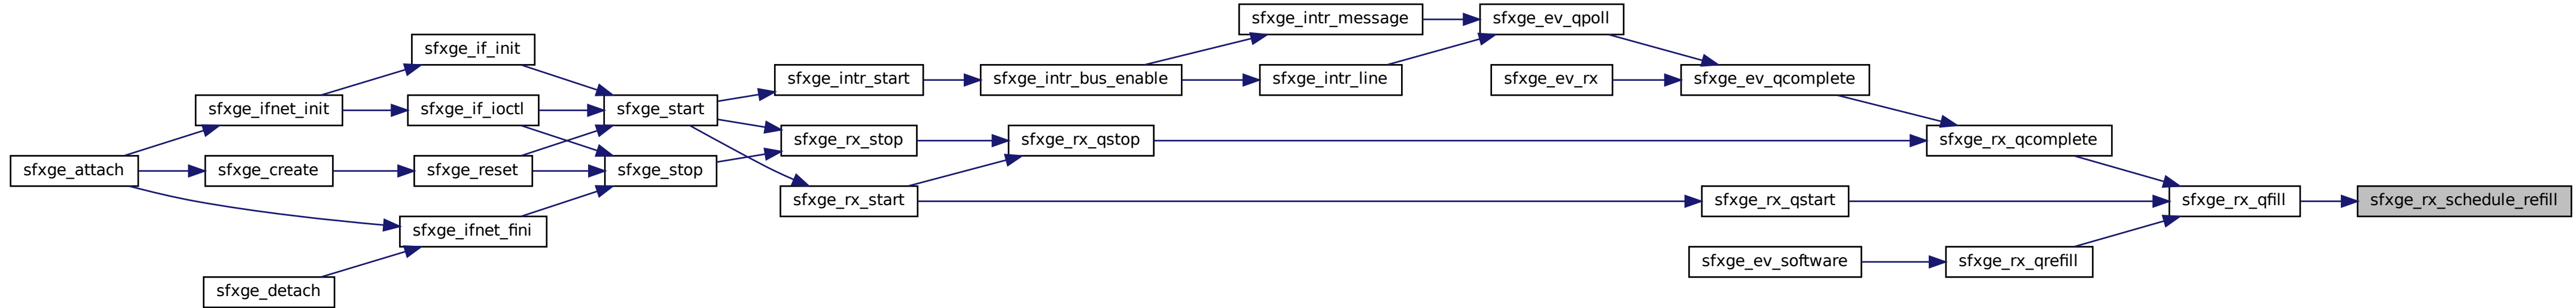 sfxge_intr_message
sfxge_ev_qpoll
sfxge_if_init
sfxge_intr_start
sfxge_intr_bus_enable
sfxge_intr_line
sfxge_ev_rx
sfxge_ev_qcomplete
sfxge_ifnet_init
sfxge_if_ioctl
sfxge_start
sfxge_rx_stop
sfxge_rx_qstop
sfxge_rx_qcomplete
sfxge_attach
sfxge_create
sfxge_reset
sfxge_stop
sfxge_rx_start
sfxge_rx_qstart
sfxge_rx_qfill
sfxge_rx_schedule_refill
sfxge_ifnet_fini
sfxge_ev_software
sfxge_rx_qrefill
sfxge_detach